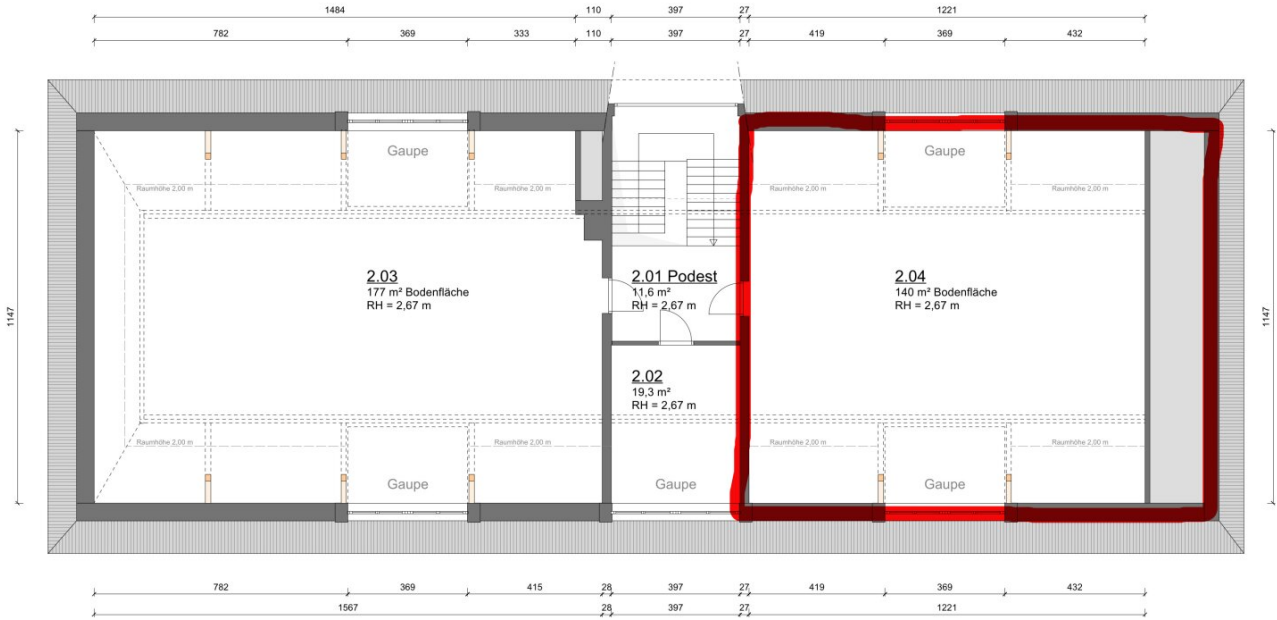 1484 110 397 27 1221
782 369 333 110 397 27 419 369 432
Gaupe Gaupe
Raumhöhe 2,00 m Raumhöhe 2,00 m Raumhöhe 2,00 m Raumhöhe 2,00 m
2.03 2.01 Podest 2.04
177 m² Bodenfläche 11,6 m² 140 m² Bodenfläche
RH = 2,67 m RH = 2,67 m RH = 2,67 m
1147 1147
2.02
19,3 m²
RH = 2,67 m
Raumhöhe 2,00 m Raumhöhe 2,00 m Raumhöhe 2,00 m Raumhöhe 2,00 m
Gaupe Gaupe Gaupe
782 369 415 28 397 27 419 369 432
1567 28 397 27 1221